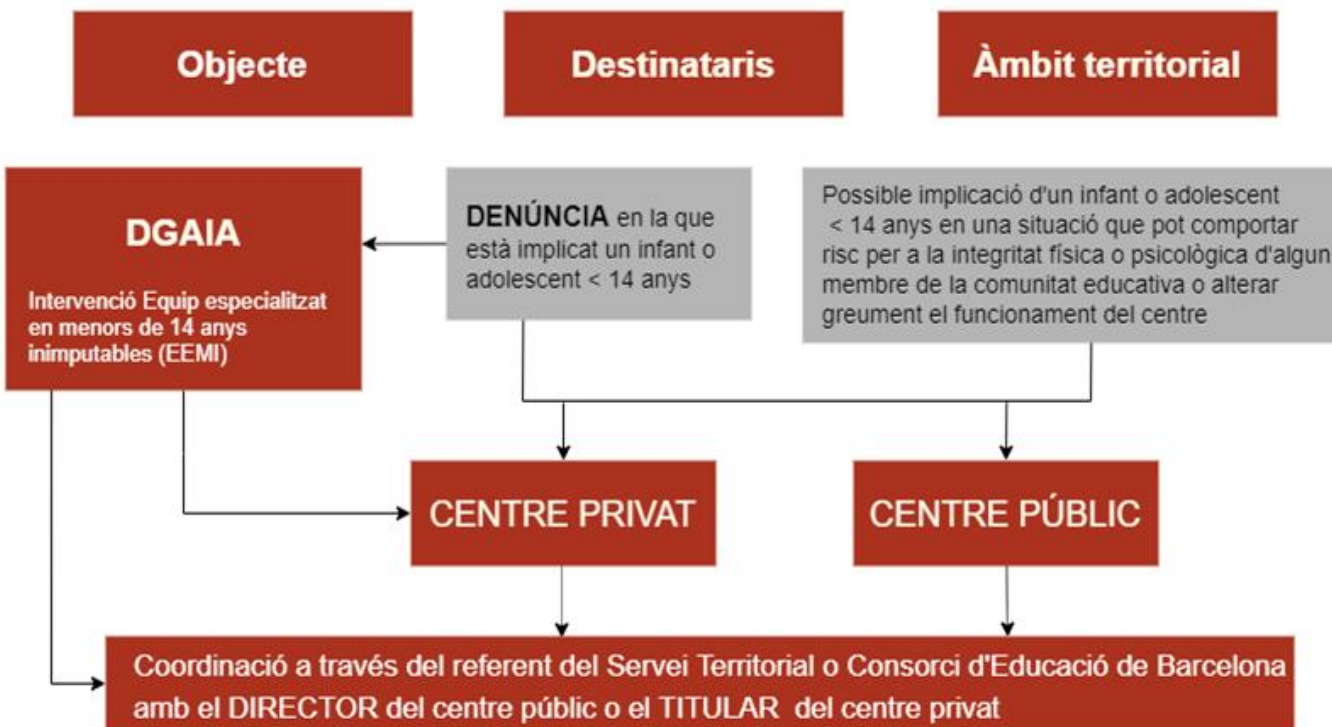 Objecte
Destinataris
Àmbit territorial
DGAIA
Intervenció Equip especialitzat
en menors de 14 anys
inimputables (EEMI)
DENÚNCIA en la que
està implicat un infant o
adolescent < 14 anys
Possible implicació d'un infant o adolescent
< 14 anys en una situació que pot comportar
risc per a la integritat física o psicològica d'algun
membre de la comunitat educativa o alterar
greument el funcionament del centre
CENTRE PRIVAT
CENTRE PÚBLIC
Coordinació a través del referent del Servei Territorial o Consorci d'Educació de Barcelona
amb el DIRECTOR del centre públic o el TITULAR del centre privat